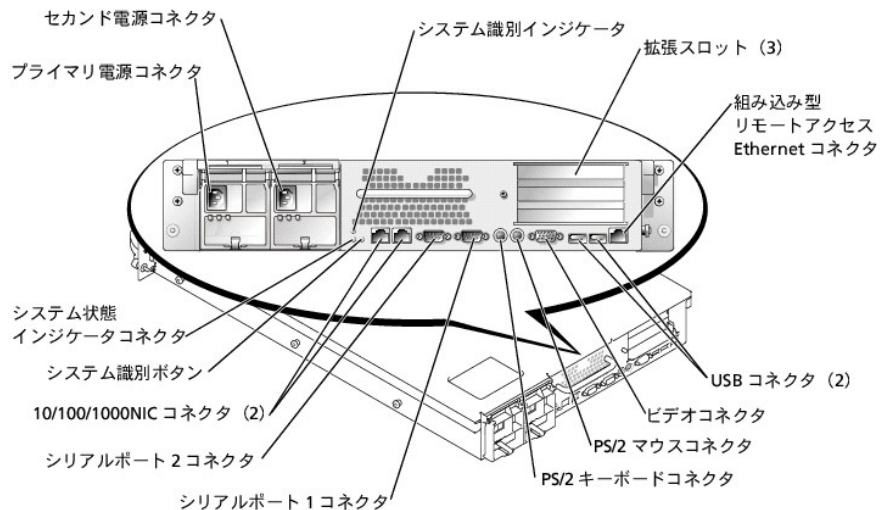 セカンド電源コネクタ
システム識別インジケータ
拡張スロット（3）
プライマリ電源コネクタ
組み込み型
リモートアクセス
Ethernet コネクタ
システム状態
インジケータコネクタ
システム識別ボタン
USB コネクタ（2）
10/100/1000NIC コネクタ（2）
ビデオコネクタ
PS/2 マウスコネクタ
シリアルポート 2 コネクタ
PS/2 キーボードコネクタ
シリアルポート 1 コネクタ